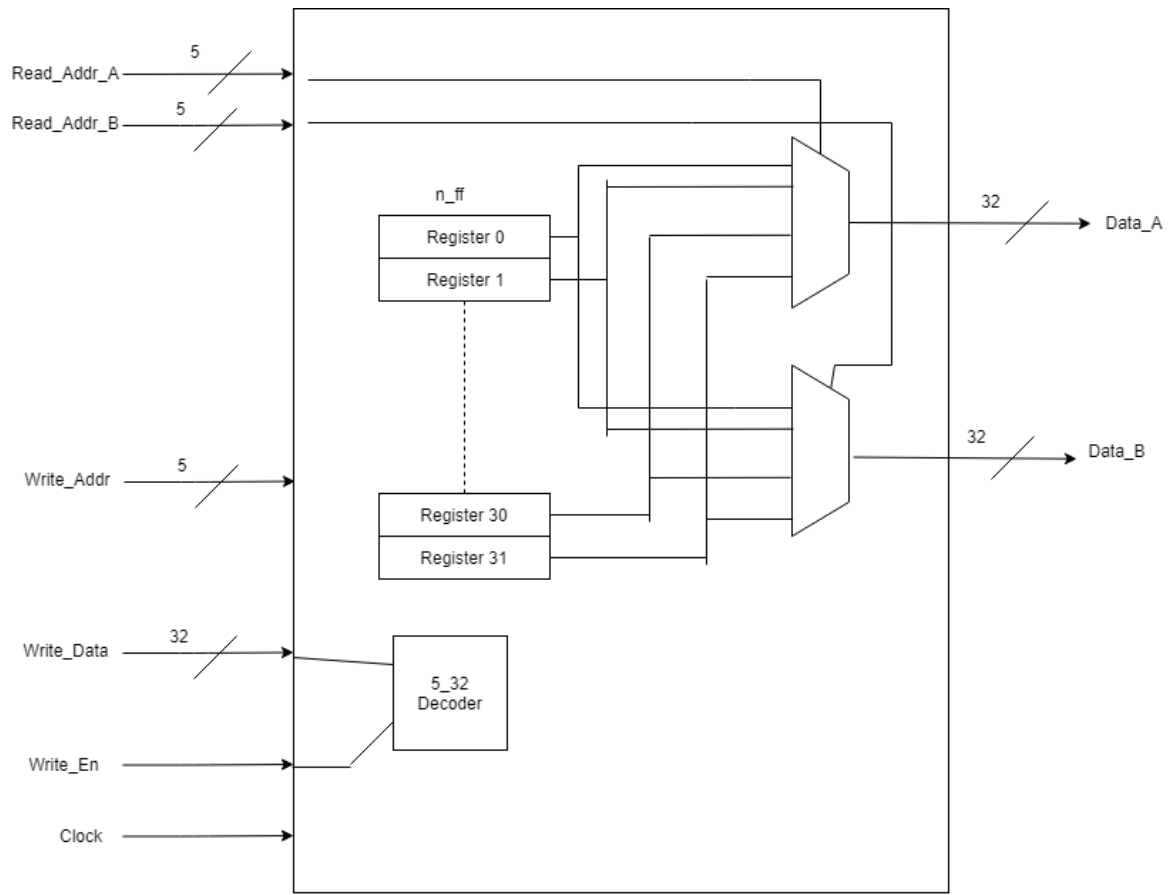 5
Read_Addr_A
5
Read_Addr_B
n_ff
Register 0
Register 1
32
Data_A
32
Data_B
5
Write_Addr
Register 30
Register 31
32
Write_Data
5_32
Decoder
Write_En
Clock